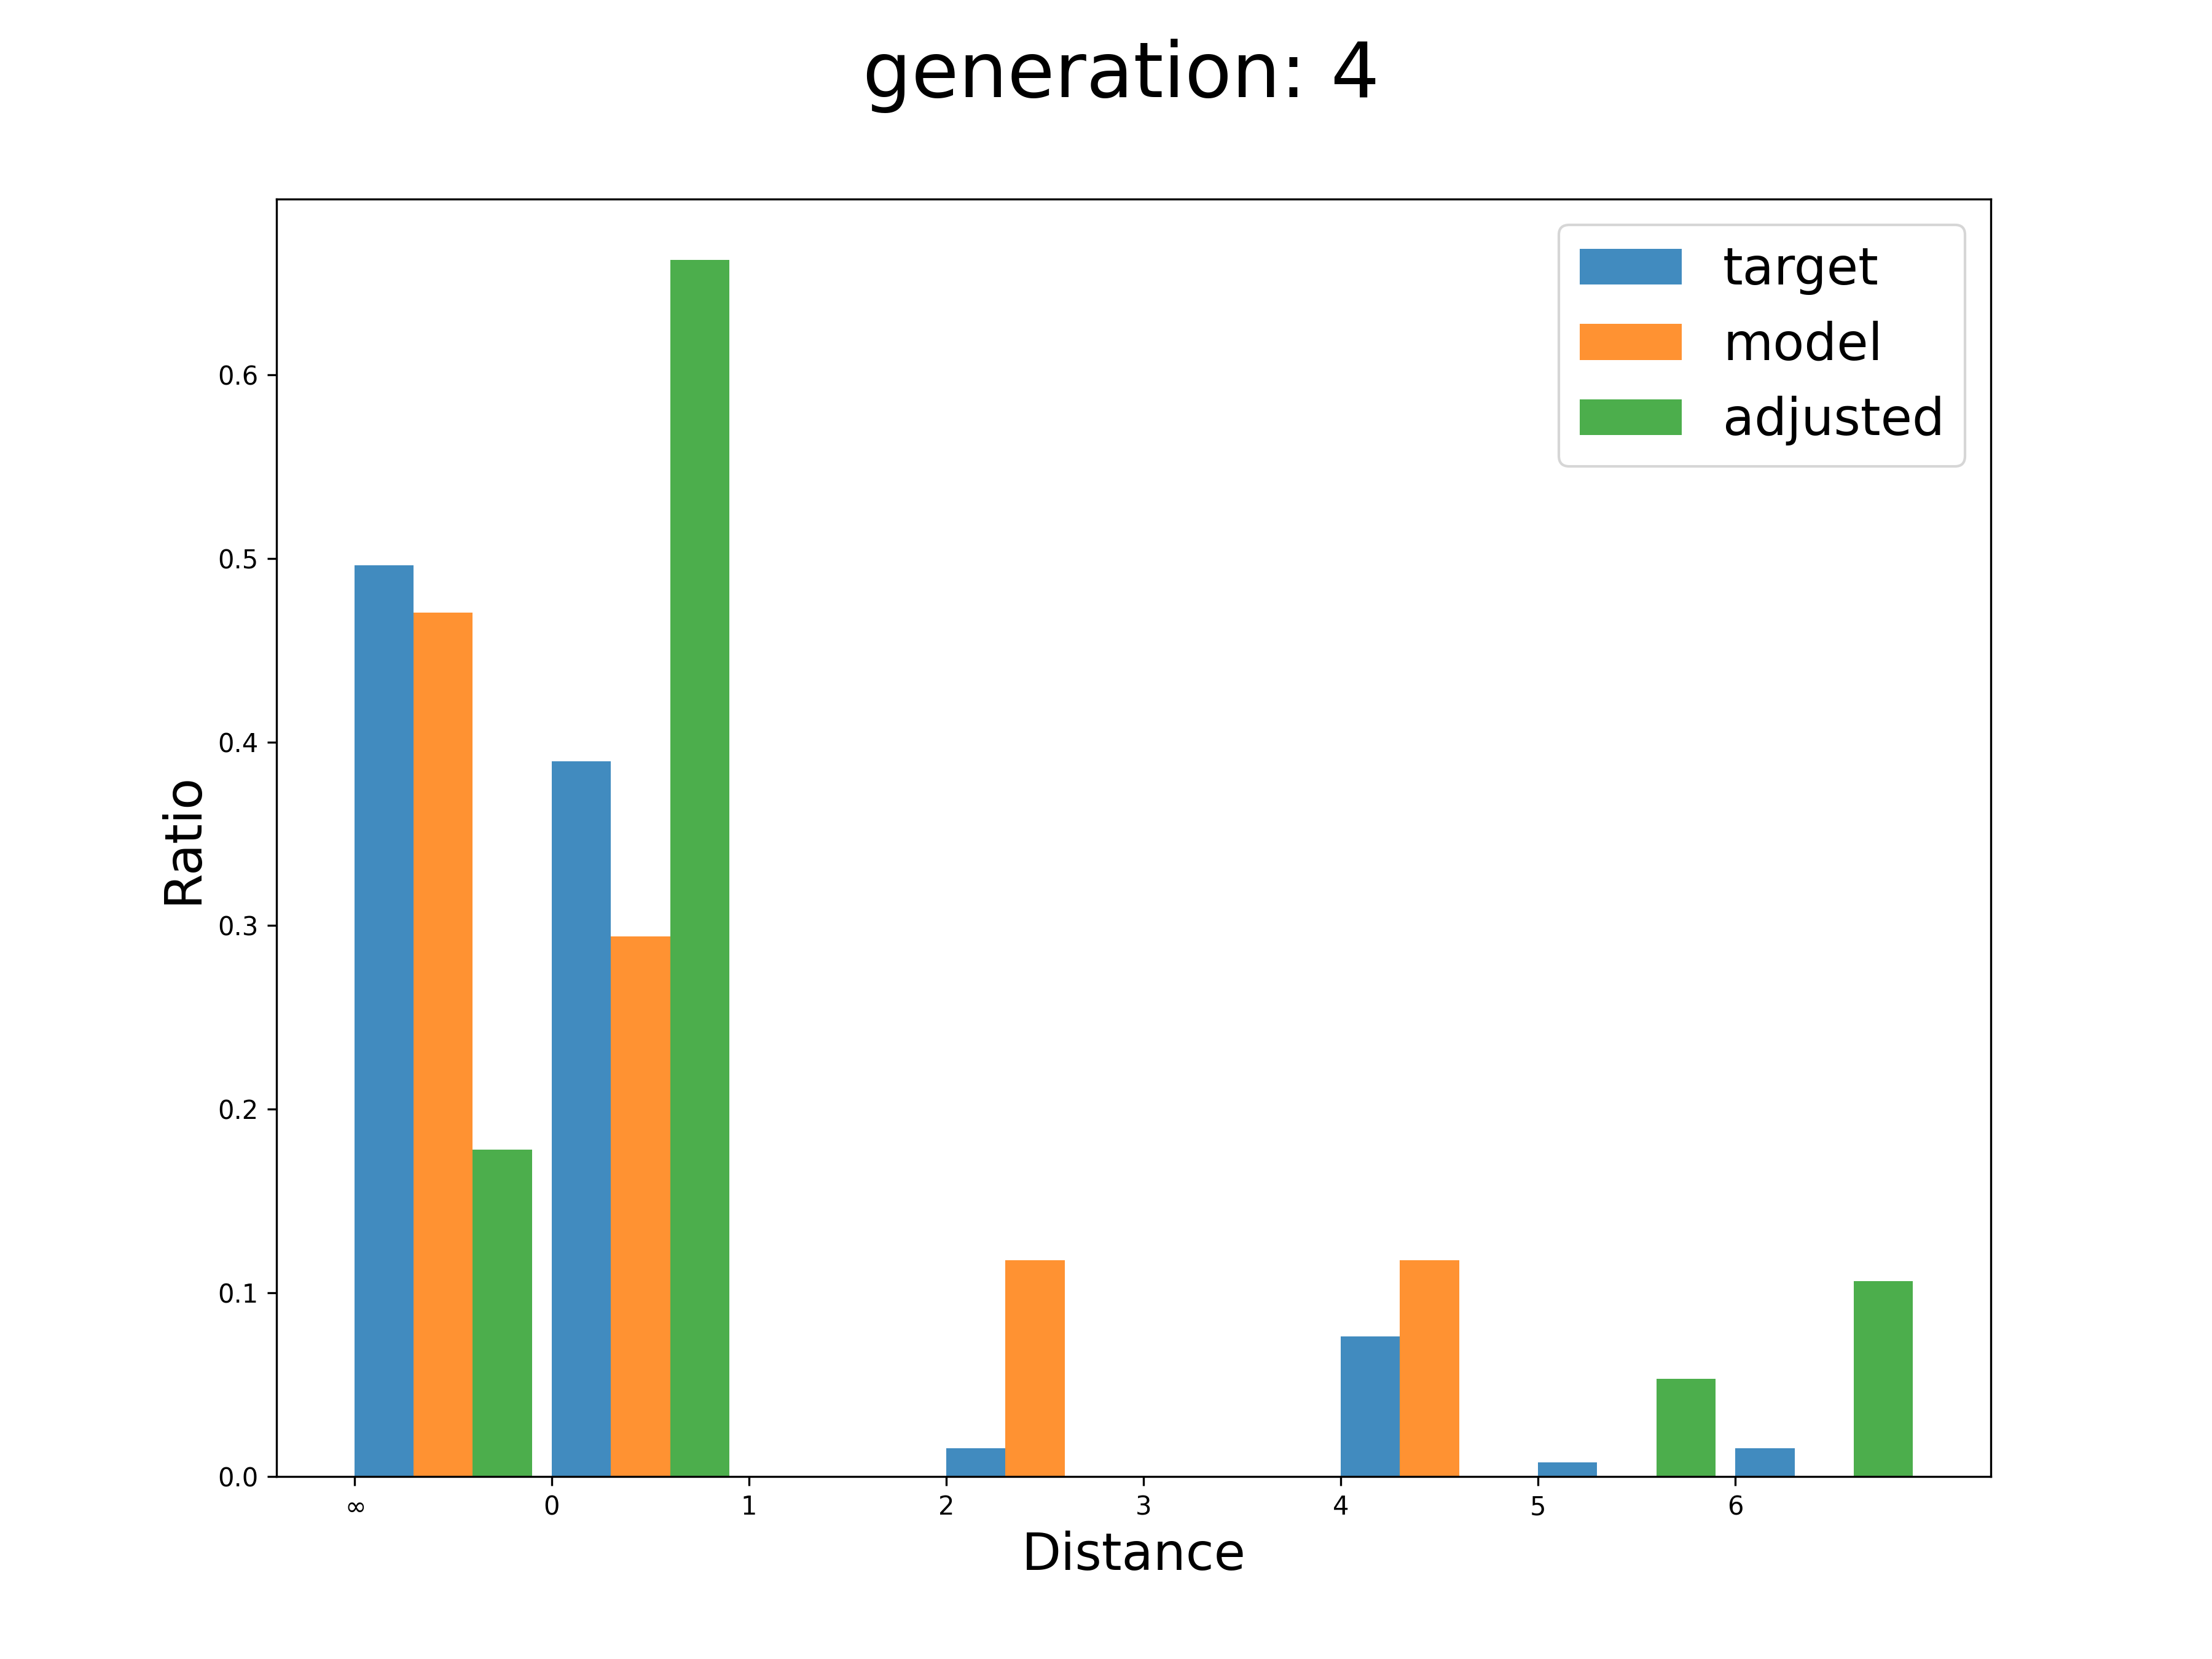 generation: 4
target
model
adjusted
Ratio
0.6
0.5
0.4
0.3
0.2
0.1
0.0
∞ 0 1 2 3 4 5 6
Distance